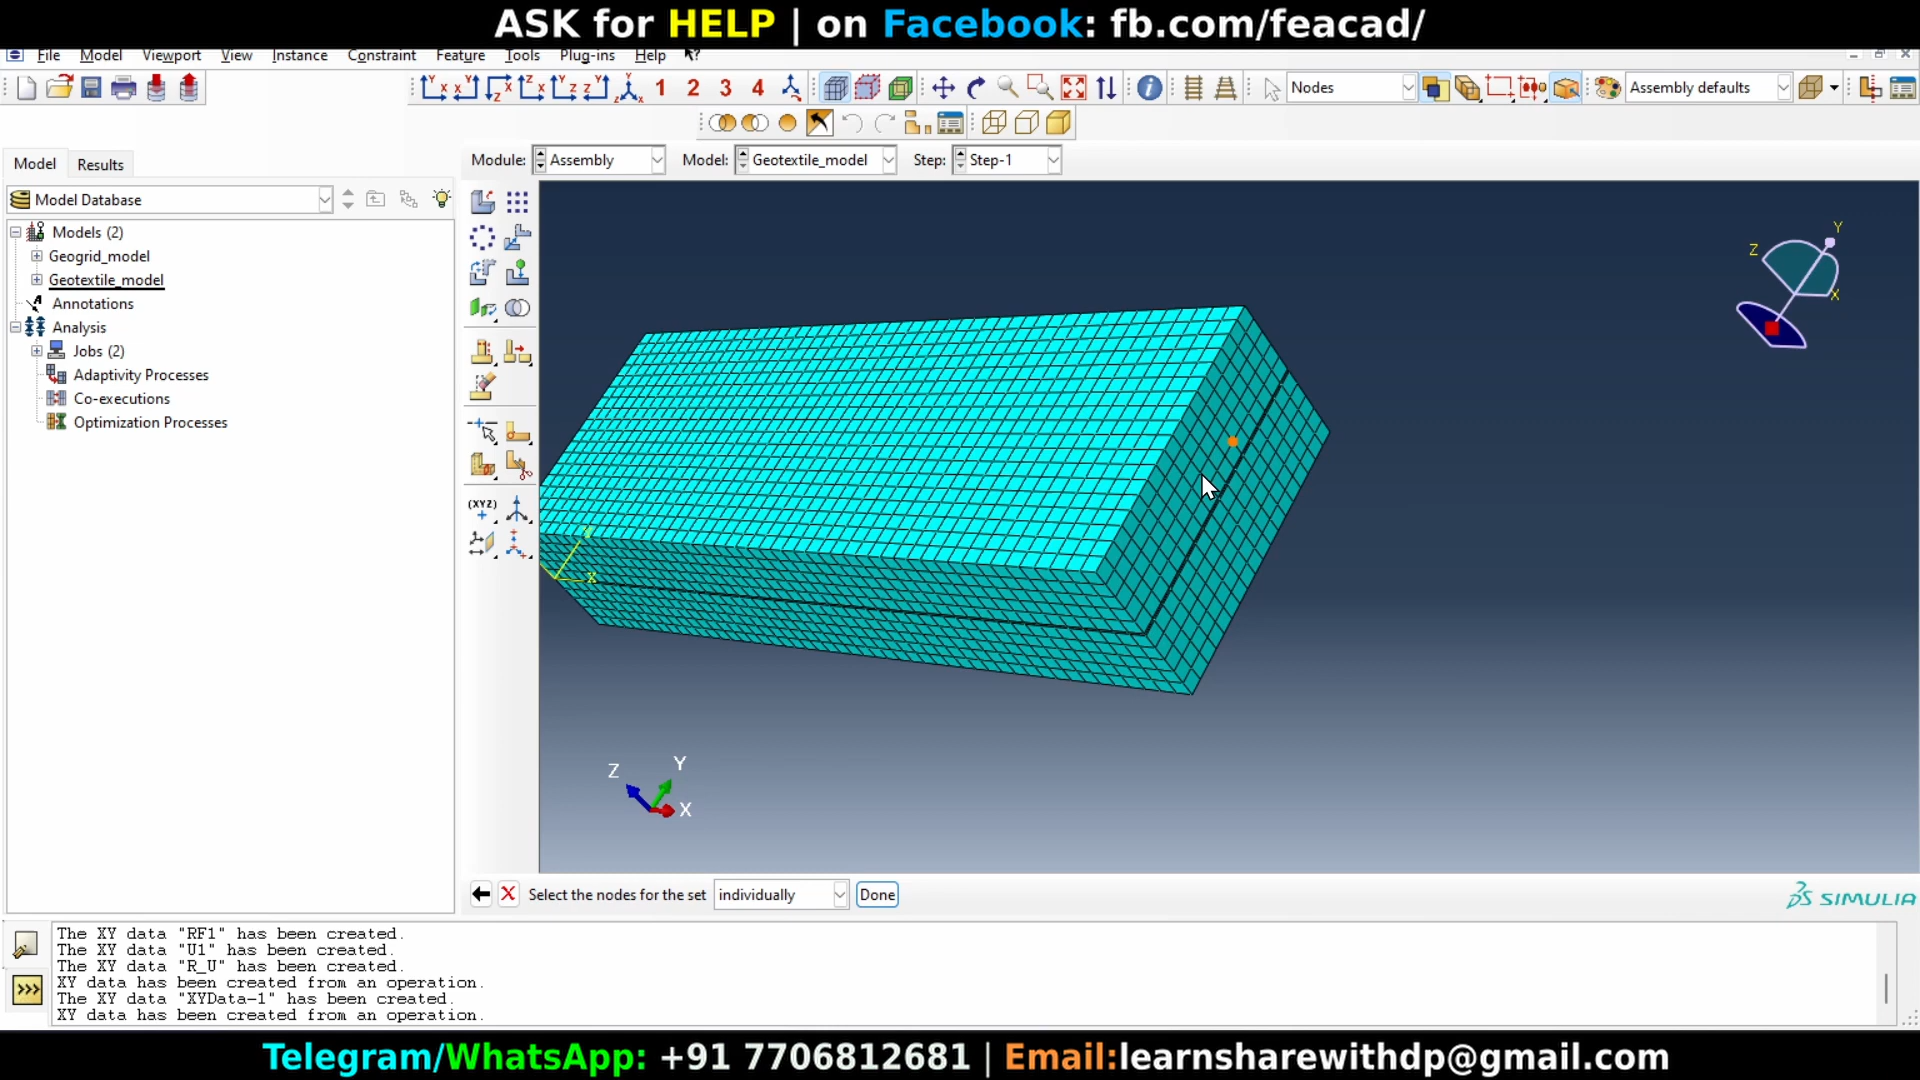 ASK for HELP | on Facebook: fb.com/feacad/
File Model Viewport View Instance Constraint Feature Tools Plug-ins Help
1 2 3 4 Nodes Assembly defaults
Model Results
Module: Assembly Model: Geotextile_model Step: Step-1
Model Database
Models (2)
Geogrid_model
Geotextile_model
Annotations
Analysis
Jobs (2)
Adaptivity Processes
Co-executions
Optimization Processes
(XYZ)
Y
Z
X
Y
X
Y
Z
X
Select the nodes for the set individually Done
SIMULIA
The XY data "RF1" has been created.
The XY data "U1" has been created.
The XY data "R_U" has been created.
XY data has been created from an operation.
The XY data "XYData-1" has been created.
XY data has been created from an operation.
>>>
Telegram/WhatsApp: +91 7706812681 | Email:learnsharewithdp@gmail.com